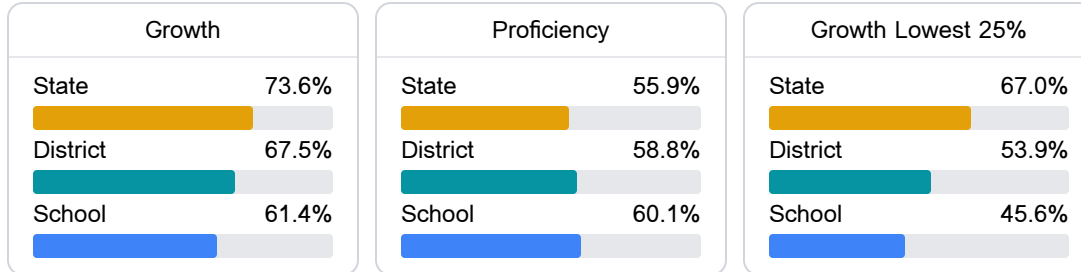 Growth
State 73.6%
District 67.5%
School 61.4%
Proficiency
State 55.9%
District 58.8%
School 60.1%
Growth Lowest 25%
State 67.0%
District 53.9%
School 45.6%